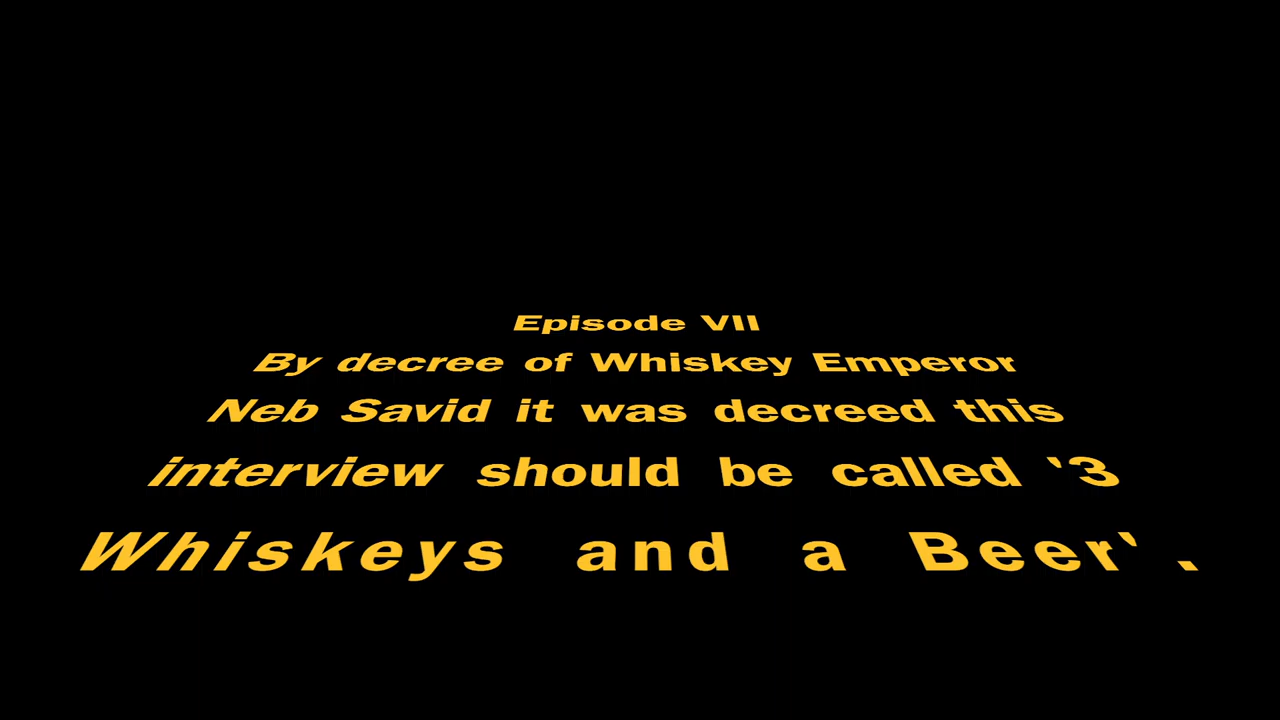 Episode VII
By decree of Whiskey Emperor
Neb Savid it was decreed this
interview should be called '3
Whiskeys and a Beer'.